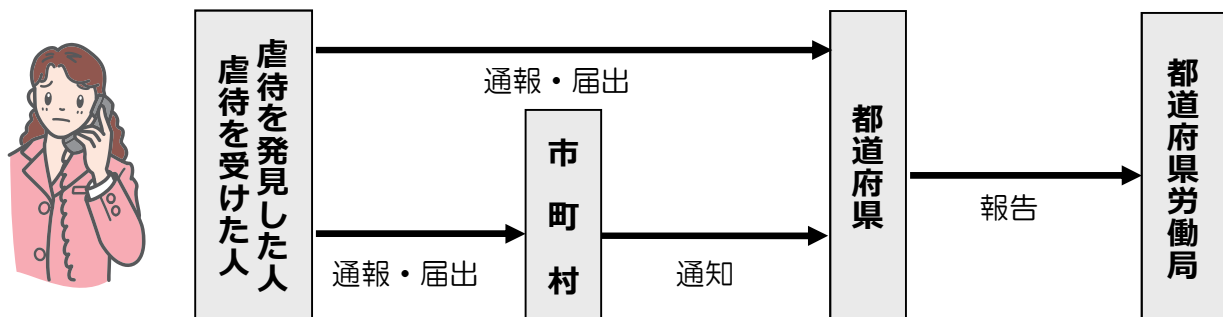 虐待を発見した人
虐待を受けた人
通報・届出
通報・届出
市町村
通知
都道府県
報告
都道府県労働局